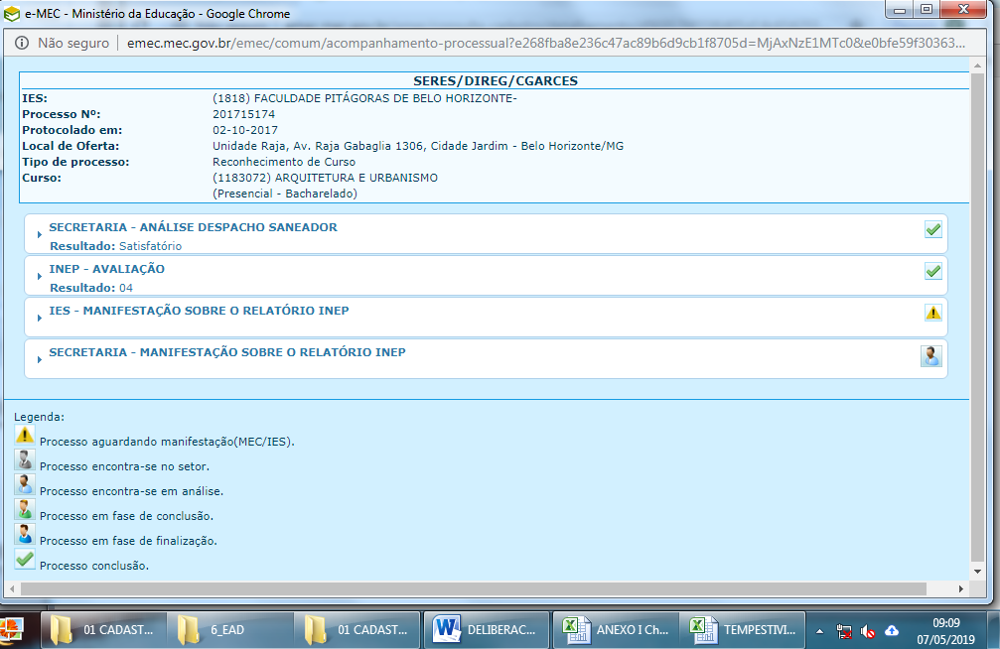 e-MEC - Ministério da Educação - Google Chrome
Não seguro | emec.mec.gov.br/emec/comum/acompanhamento-processual?e268fba8e236c47ac89b6d9cb1f8705d=MjAxNzE1MTc0&e0bfe59f30363...
SERES/DIREG/CGARCES
IES: (1818) FACULDADE PITÁGORAS DE BELO HORIZONTE-
Processo Nº: 201715174
Protocolado em: 02-10-2017
Local de Oferta: Unidade Raja, Av. Raja Gabaglia 1306, Cidade Jardim - Belo Horizonte/MG
Tipo de processo: Reconhecimento de Curso
Curso: (1183072) ARQUITETURA E URBANISMO
(Presencial - Bacharelado)
SECRETARIA - ANÁLISE DESPACHO SANEADOR
Resultado: Satisfatório
INEP - AVALIAÇÃO
Resultado: 04
IES - MANIFESTAÇÃO SOBRE O RELATÓRIO INEP
SECRETARIA - MANIFESTAÇÃO SOBRE O RELATÓRIO INEP
Legenda:
Processo aguardando manifestação(MEC/IES).
Processo encontra-se no setor.
Processo encontra-se em análise.
Processo em fase de conclusão.
Processo em fase de finalização.
Processo conclusão.
01 CADAST... 6_EAD 01 CADAST... DELIBERAC... ANEXO I Ch... TEMPESTIVI... 09:09
07/05/2019